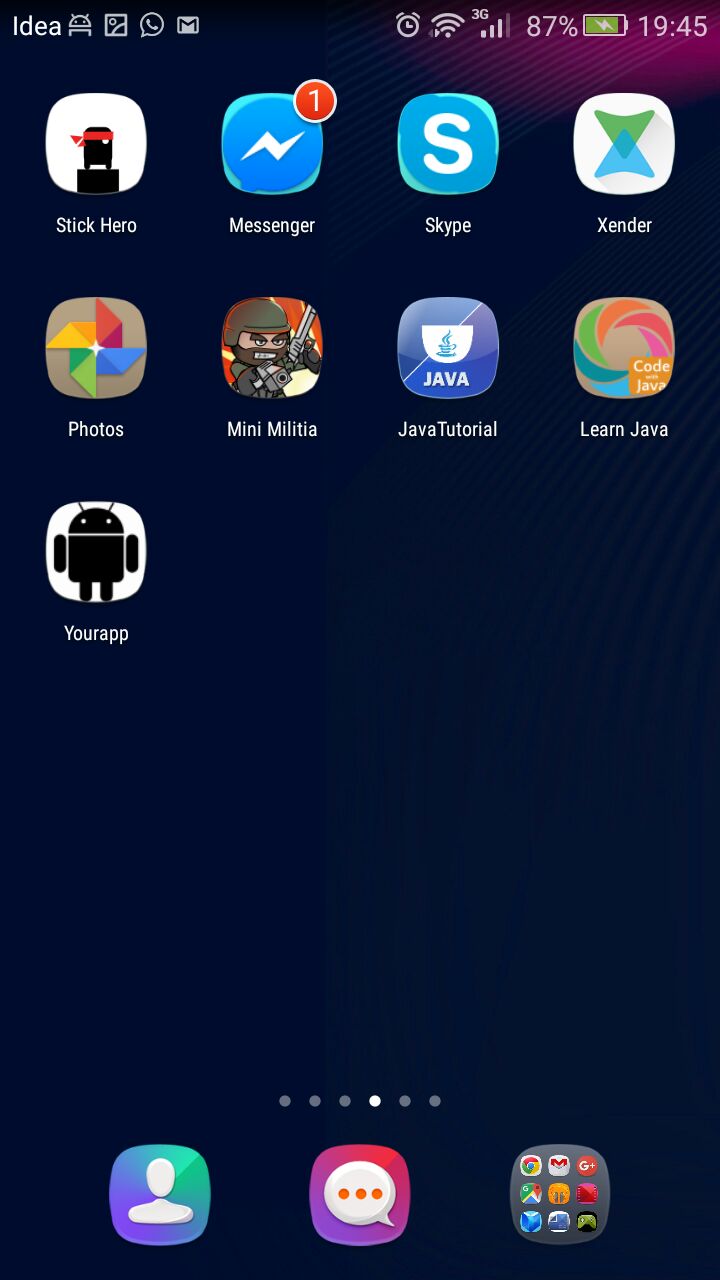 Idea 3G 87% 19:45
1
S
Stick Hero Messenger Skype Xender
JAVA
Code
with
Java
Photos Mini Militia JavaTutorial Learn Java
Yourapp
G+